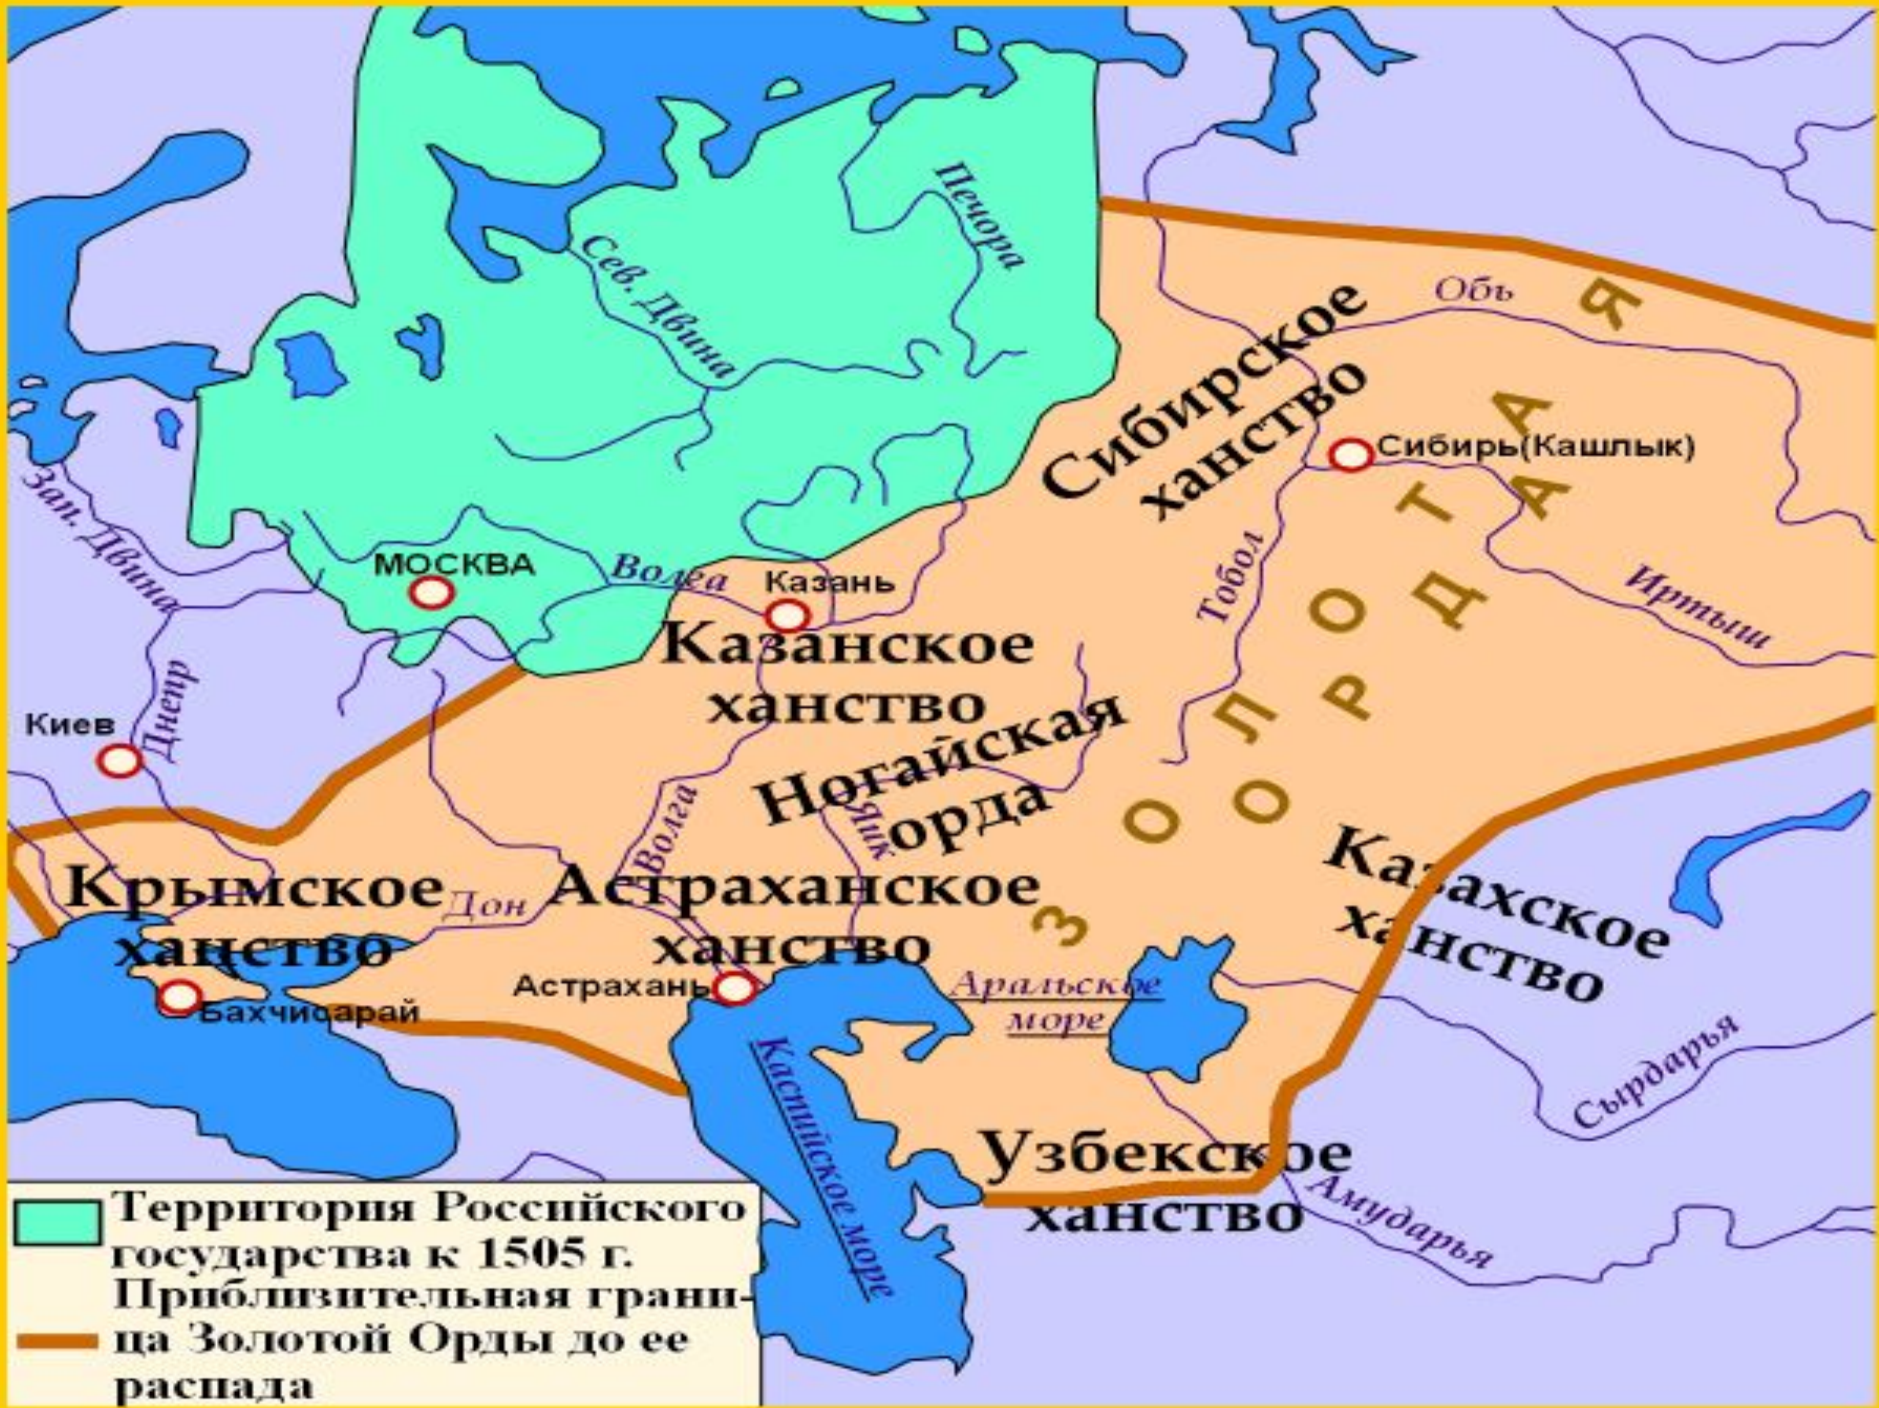 Печора
Сев. Двина
Обь
Сибирское
ханство
Сибирь(Кашлык)
Зап. Двина
МОСКВА
Волга
Казань
Казанское
ханство
Тобол
Иртыш
ЗОЛОТАЯ
ОРДА
Киев
Днепр
Ногайская
орда
Волга
Яик
Казахское
ханство
Крымское
ханство
Дон
Астраханское
ханство
Астрахань
Бахчисарай
Аральское
море
Каспийское море
Сырдарья
Узбекское
ханство
Амударья
Территория Российского
государства к 1505 г.
Приблизительная грани-
ца Золотой Орды до ее
распада